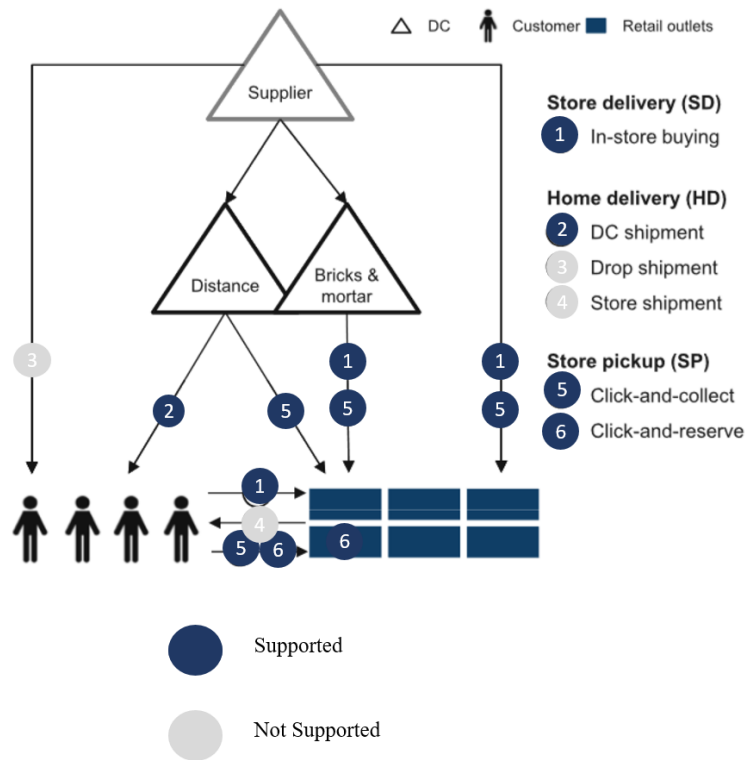 DC
Customer
Retail outlets
Supplier
Store delivery (SD)
1 In-store buying
Home delivery (HD)
2 DC shipment
3 Drop shipment
4 Store shipment
Distance
Bricks &
mortar
Store pickup (SP)
5 Click-and-collect
6 Click-and-reserve
3
1
1
2
5
5
5
1
4
5 6
6
Supported
Not Supported